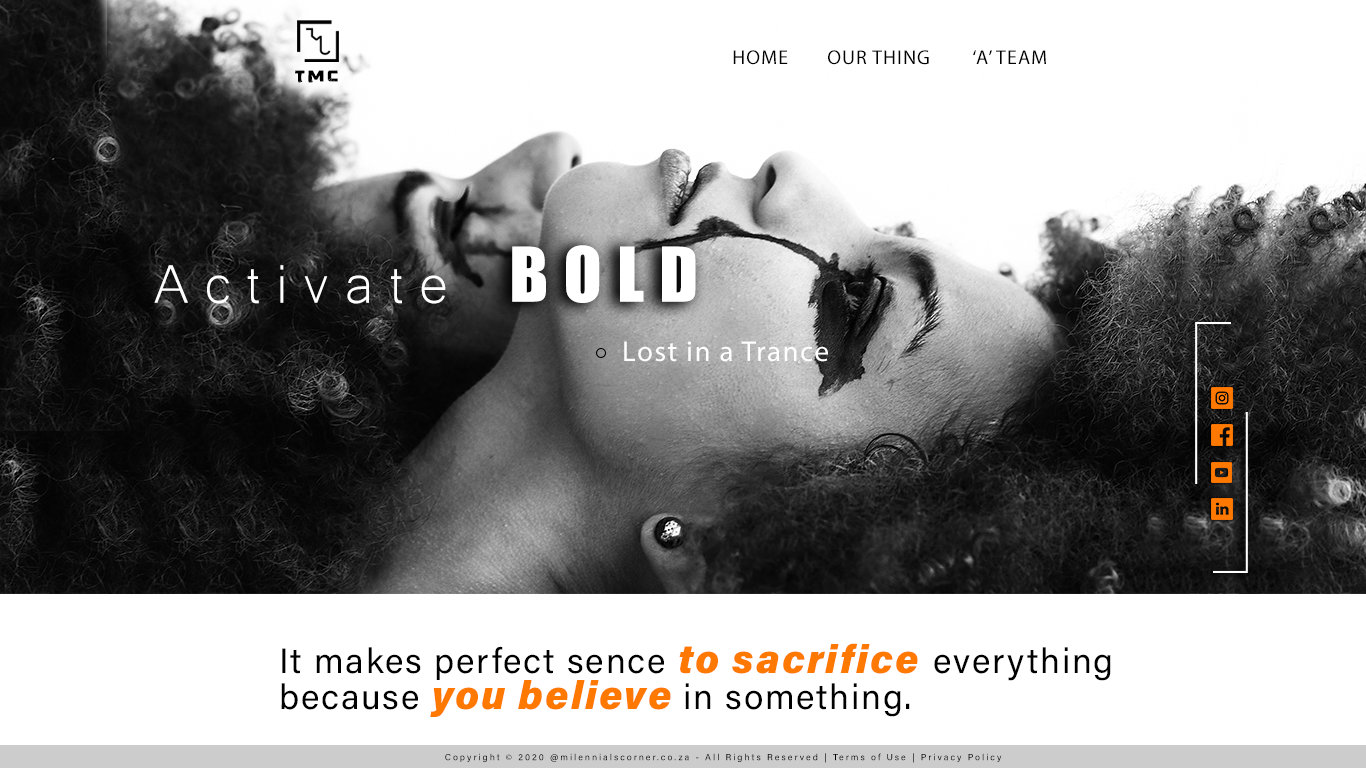 TMC
HOME OUR THING ‘A’ TEAM
Activate BOLD
Lost in a Trance
It makes perfect sence to sacrifice everything
because you believe in something.
Copyright © 2020 @milennialscorner.co.za - All Rights Reserved | Terms of Use | Privacy Policy